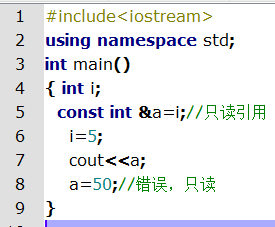 1 #include<iostream>
2 using namespace std;
3 int main()
4 { int i;
5 const int &a=i;//只读引用
6 i=5;
7 cout<<a;
8 a=50;//错误，只读
9 }